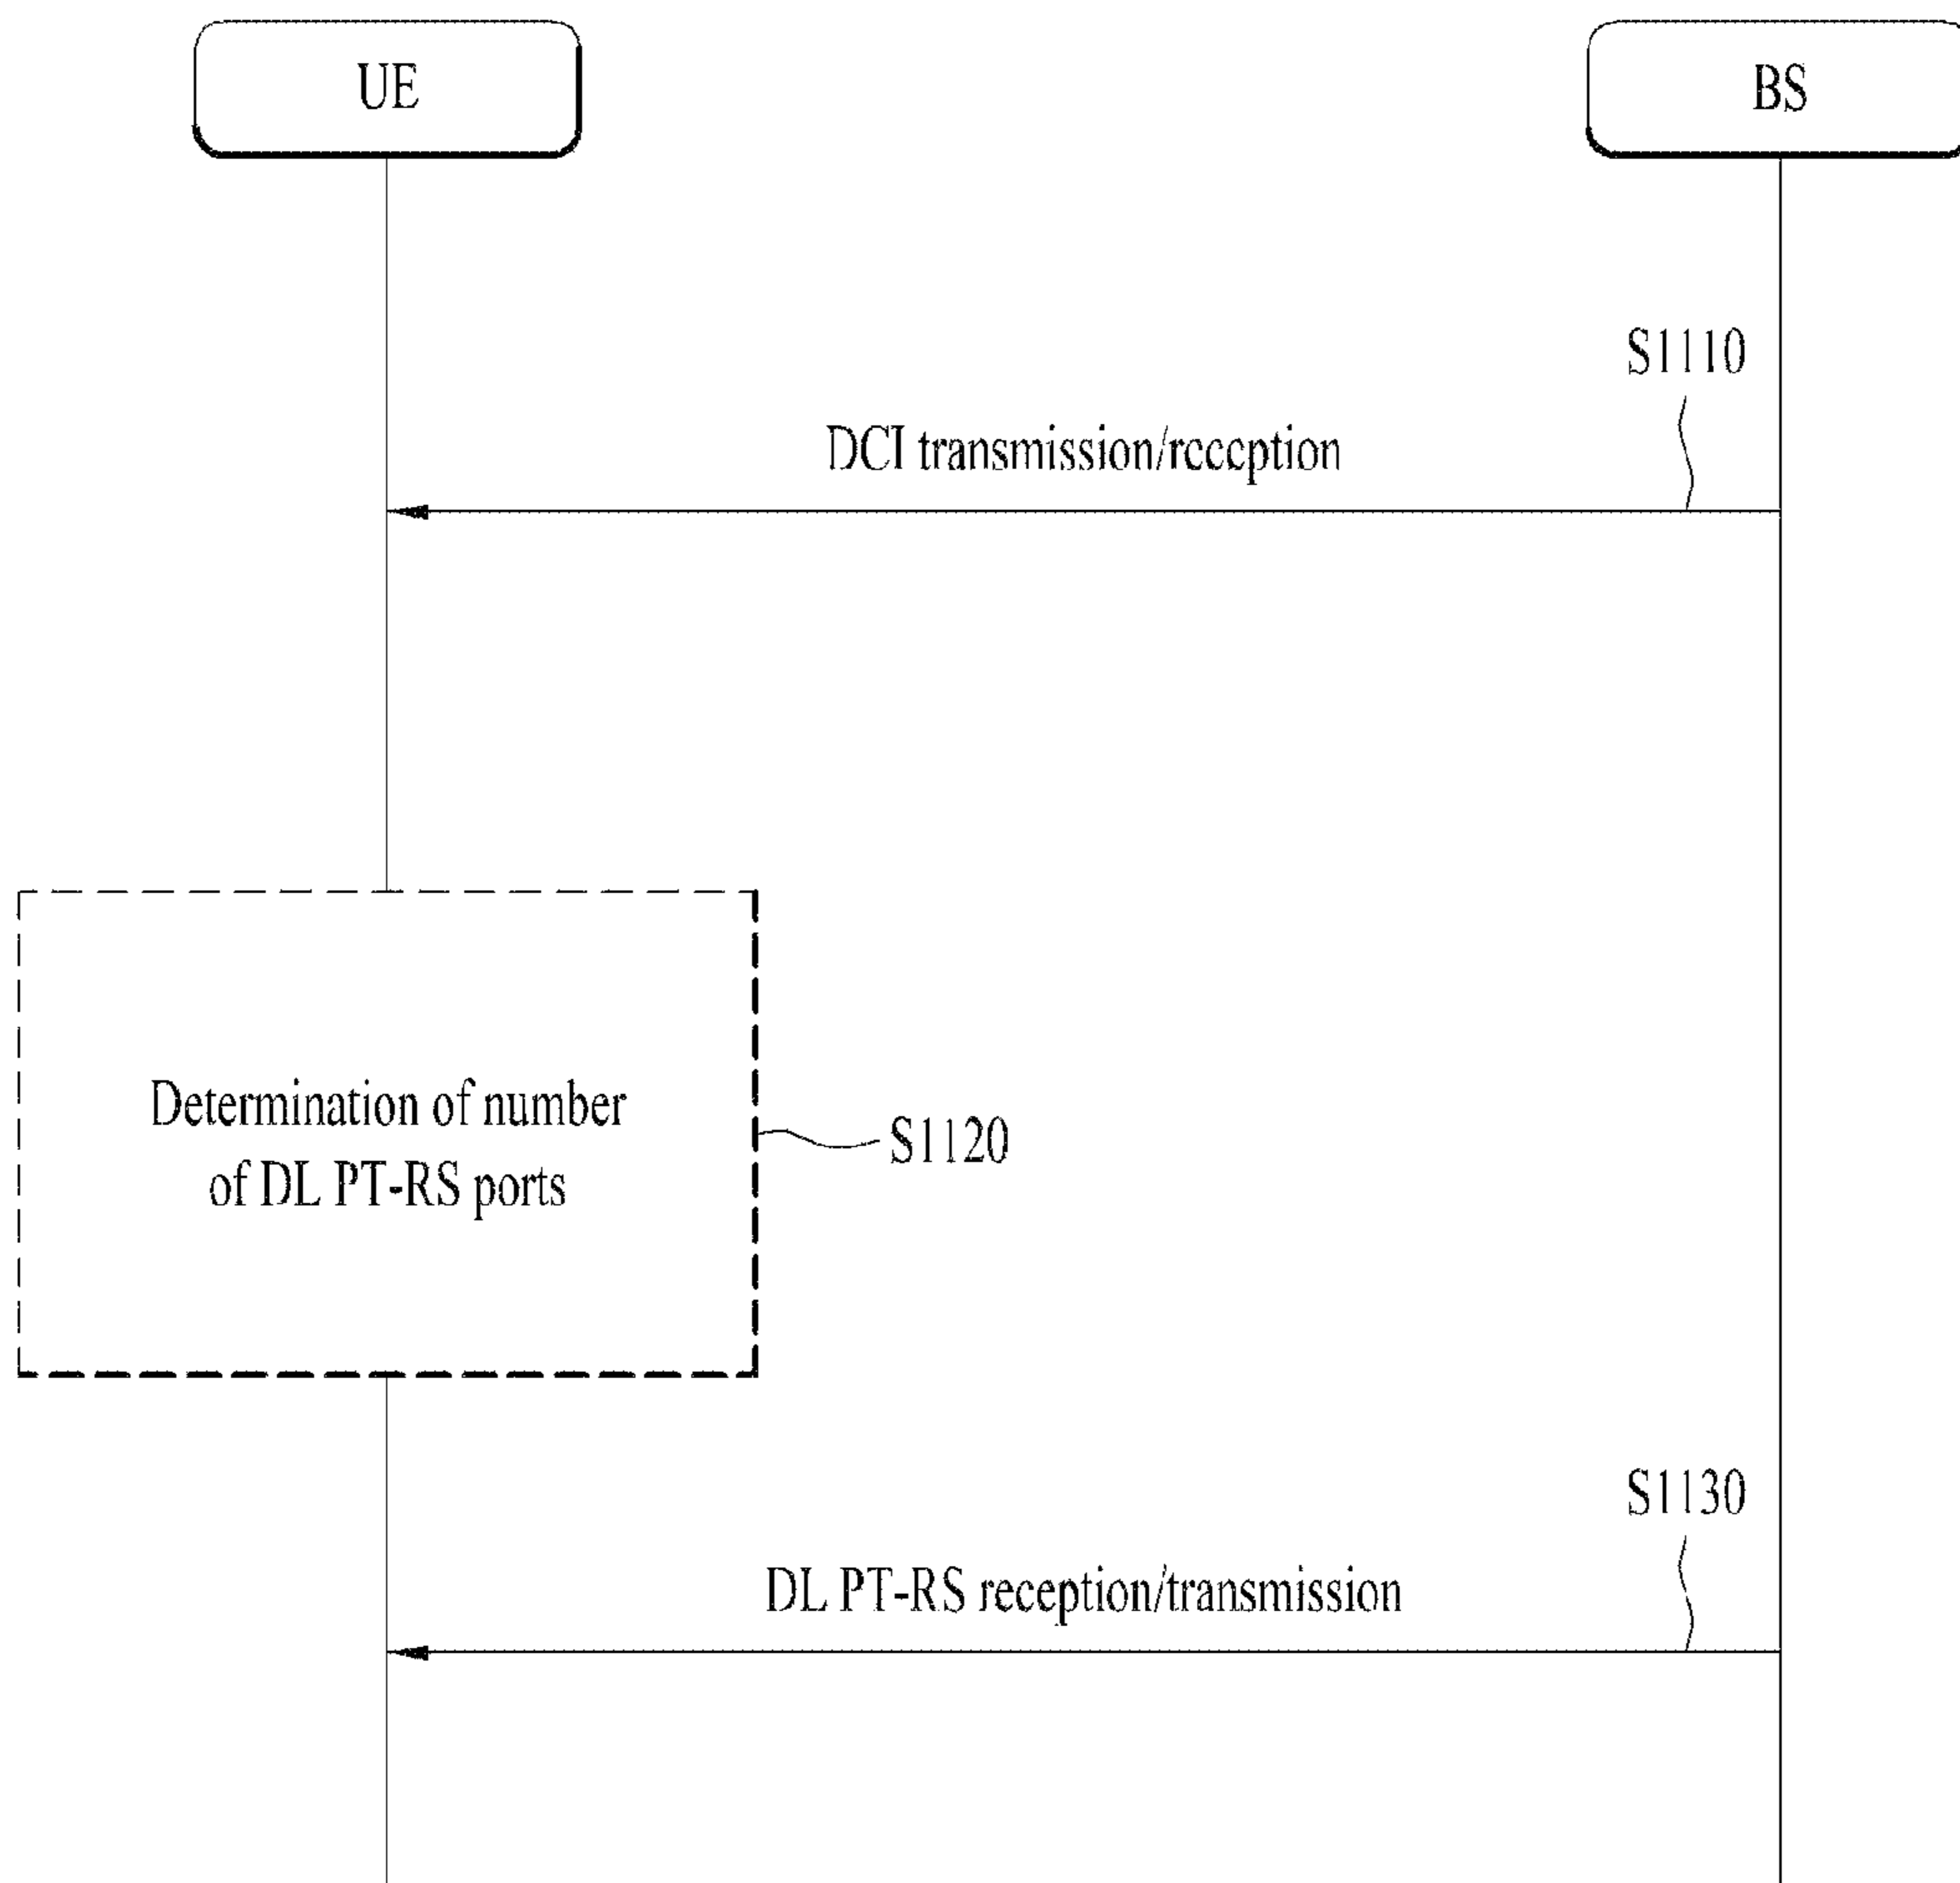 UE
BS
S1110
DCI transmission/reception
Determination of number
of DL PT-RS ports
S1120
S1130
DL PT-RS reception/transmission